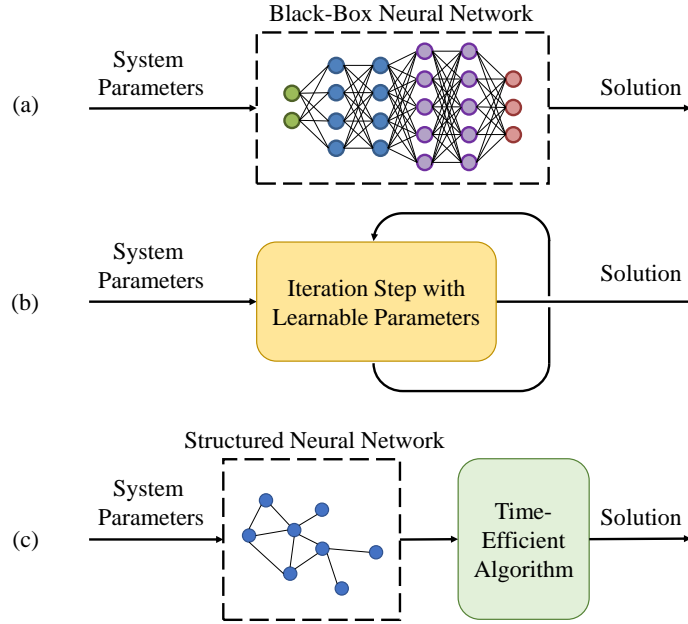 Black-Box Neural Network
System
Parameters
(a)
Solution
System
Parameters
(b)
Iteration Step with
Learnable Parameters
Solution
Structured Neural Network
System
Parameters
(c)
Time-
Efficient
Algorithm
Solution